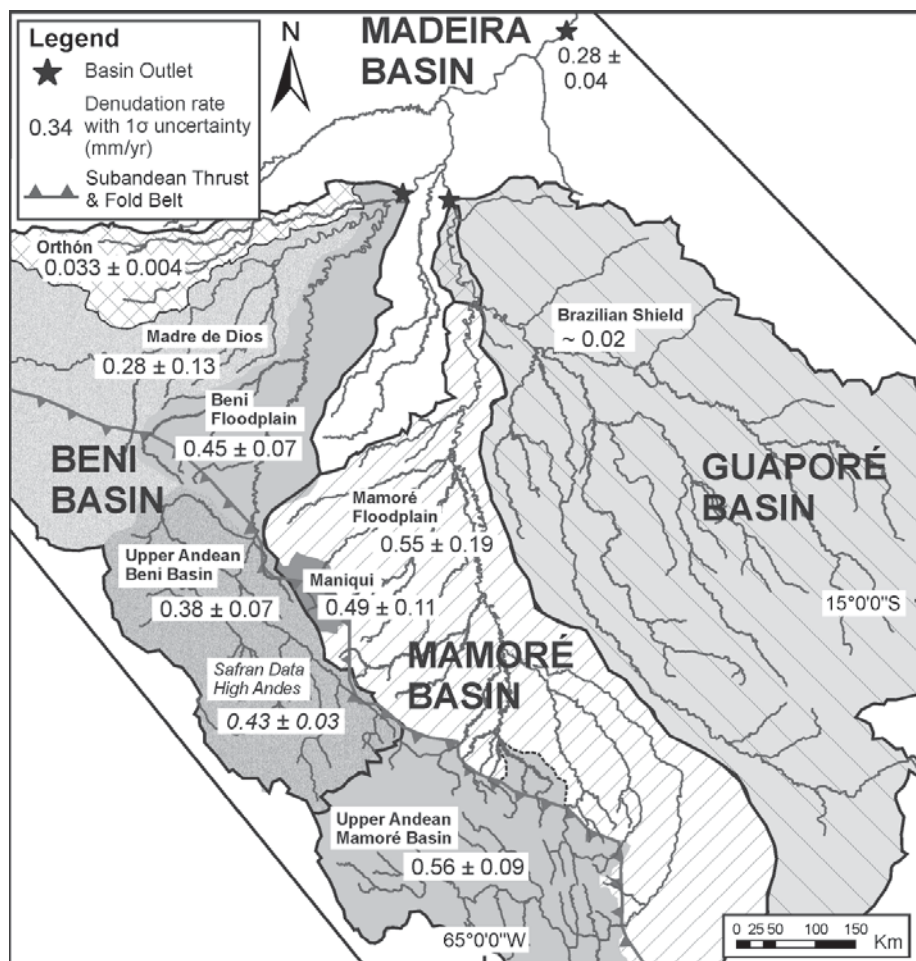 Legend
Basin Outlet
0.34
Denudation rate
with 1σ uncertainty
(mm/yr)
Subandean Thrust
& Fold Belt
N
MADEIRA
BASIN
0.28 ±
0.04
Orthón
0.033 ± 0.004
Madre de Dios
0.28 ± 0.13
Brazilian Shield
~ 0.02
Beni
Floodplain
0.45 ± 0.07
BENI
BASIN
GUAPORÉ
BASIN
Mamoré
Floodplain
0.55 ± 0.19
Upper Andean
Beni Basin
0.38 ± 0.07
Maniqui
0.49 ± 0.11
15°0'0"S
MAMORÉ
BASIN
Safran Data
High Andes
0.43 ± 0.03
Upper Andean
Mamoré Basin
0.56 ± 0.09
65°0'0"W
0 25 50 100 150
Km